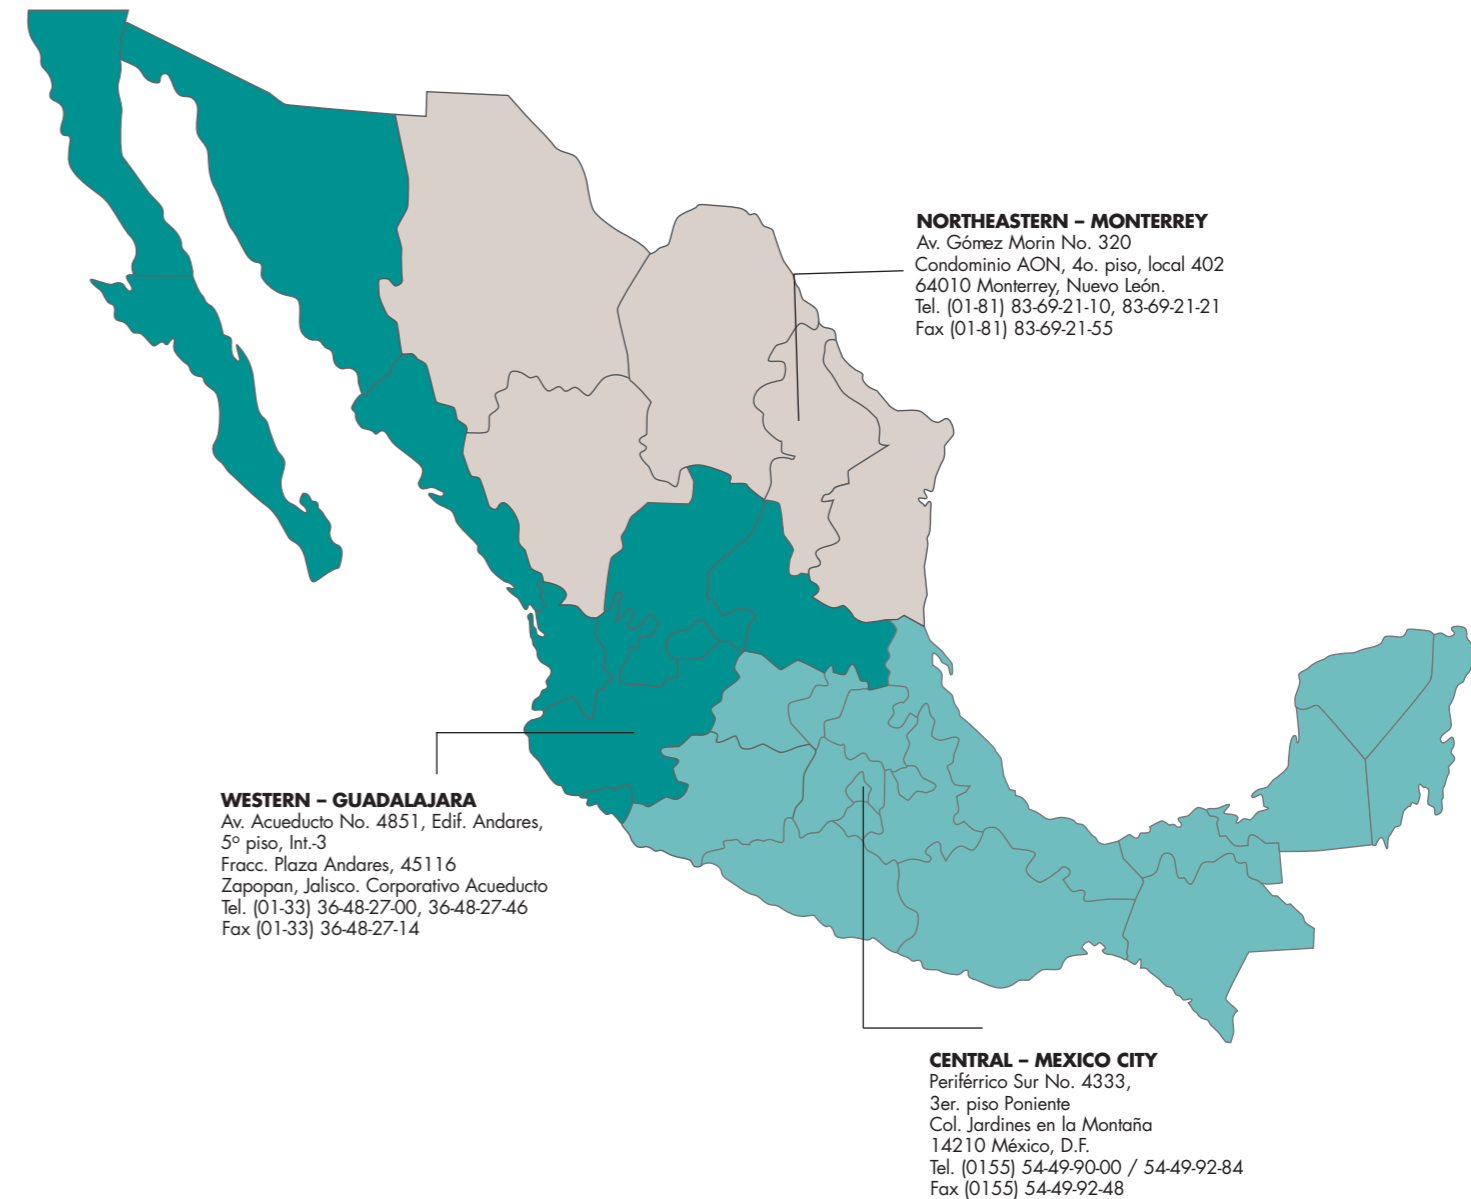 NORTHEASTERN – MONTERREY
Av. Gómez Morin No. 320
Condominio AON, 4o. piso, local 402
64010 Monterrey, Nuevo León.
Tel. (01-81) 83-69-21-10, 83-69-21-21
Fax (01-81) 83-69-21-55
WESTERN – GUADALAJARA
Av. Acueducto No. 4851, Edif. Andares,
5º piso, Int.-3
Fracc. Plaza Andares, 45116
Zapopan, Jalisco. Corporativo Acueducto
Tel. (01-33) 36-48-27-00, 36-48-27-46
Fax (01-33) 36-48-27-14
CENTRAL – MEXICO CITY
Periférrico Sur No. 4333,
3er. piso Poniente
Col. Jardines en la Montaña
14210 México, D.F.
Tel. (0155) 54-49-90-00 / 54-49-92-84
Fax (0155) 54-49-92-48